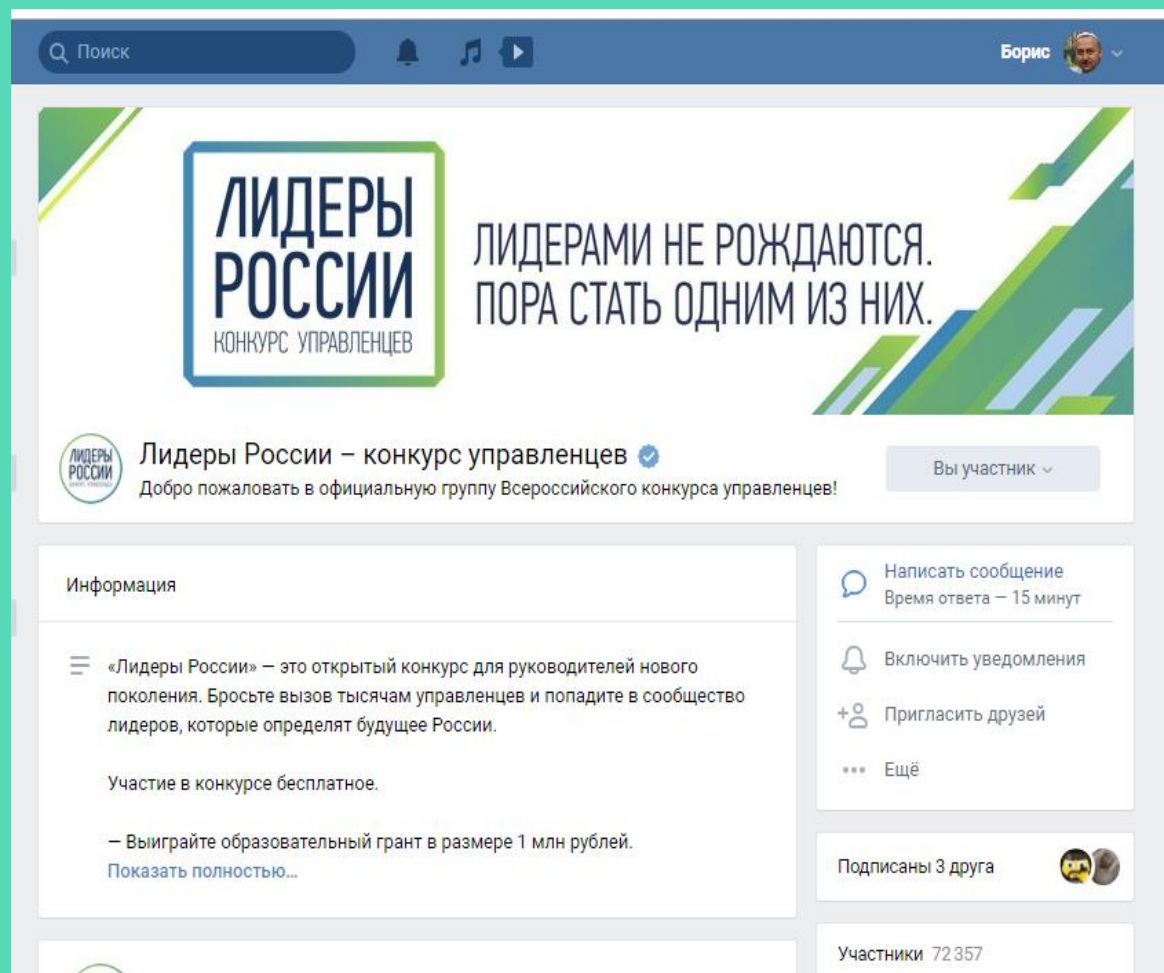 Поиск
Борис
ЛИДЕРЫ
РОССИИ
КОНКУРС УПРАВЛЕНЦЕВ
ЛИДЕРАМИ НЕ РОЖДАЮТСЯ.
ПОРА СТАТЬ ОДНИМ ИЗ НИХ.
ЛИДЕРЫ
РОССИИ
Лидеры России – конкурс управленцев
Добро пожаловать в официальную группу Всероссийского конкурса управленцев!
Вы участник
Информация
«Лидеры России» — это открытый конкурс для руководителей нового
поколения. Бросьте вызов тысячам управленцев и попадите в сообщество
лидеров, которые определят будущее России.
Участие в конкурсе бесплатное.
— Выиграйте образовательный грант в размере 1 млн рублей.
Показать полностью...
Написать сообщение
Время ответа — 15 минут
Включить уведомления
Пригласить друзей
Ещё
Подписаны 3 друга
Участники 72 357